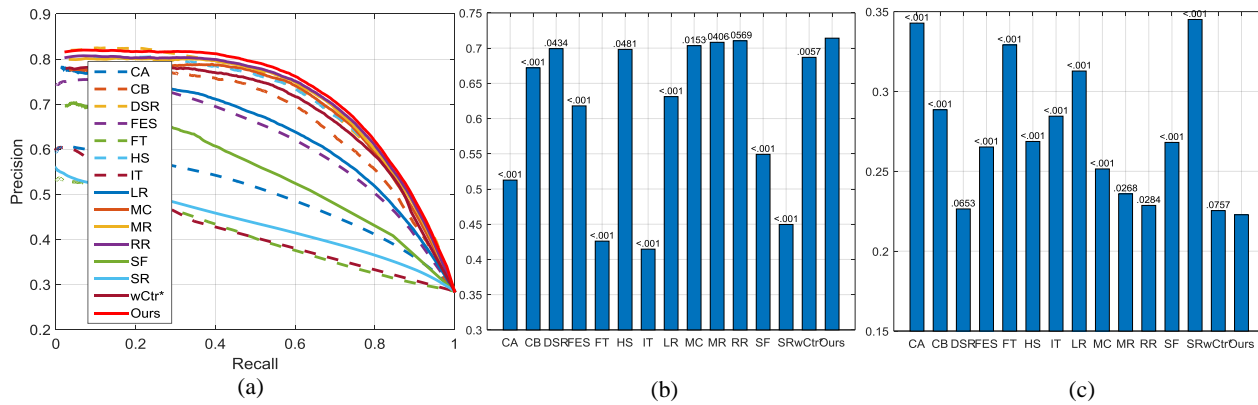 0.9
0.8
0.7
0.6
0.5
0.4
0.3
0.2
Precision
0 0.2 0.4 0.6 0.8 1
Recall
CA
CB
DSR
FES
FT
HS
IT
LR
MC
MR
RR
SF
SR
wCtr*
Ours
(a)
0.75
0.7
0.65
0.6
0.55
0.5
0.45
0.4
0.35
0.3
<.001 <.001 .0434 <.001 <.001 .0481 <.001 <.001 .0153 .0406 .0569 <.001 <.001 .0057
CA CB DSR FES FT HS IT LR MC MR RR SF SR wCtr* Ours
(b)
0.35
0.3
0.25
0.2
0.15
<.001 <.001 .0653 <.001 <.001 <.001 <.001 <.001 <.001 .0268 .0284 <.001 <.001 .0757
CA CB DSR FES FT HS IT LR MC MR RR SF SR wCtr* Ours
(c)